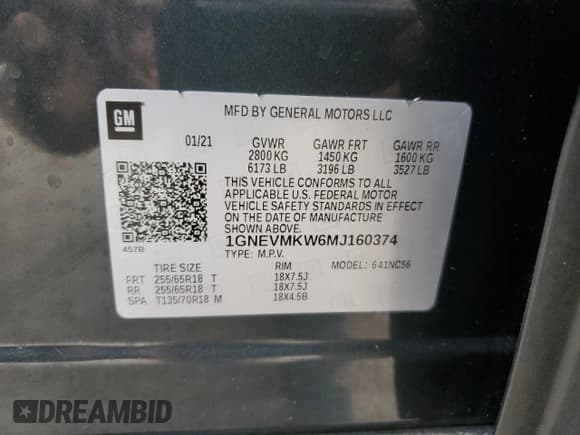 GM
MFD BY GENERAL MOTORS LLC
01/21 GVWR GAWR FRT GAWR RR
2800 KG 1450 KG 1600 KG
6173 LB 3196 LB 3527 LB
THIS VEHICLE CONFORMS TO ALL
APPLICABLE U.S. FEDERAL MOTOR
VEHICLE SAFETY STANDARDS IN EFFECT
ON THE DATE OF MANUFACTURE
SHOWN ABOVE.
457B 1GNEVMKW6MJ160374
TYPE: M.P.V. MODEL: 641NC56
TIRE SIZE RIM
FRT 255/65R18 T 18X7.5J
RR 255/65R18 T 18X7.5J
SPA T135/70R18 M 18X4.5B
DREAMBID